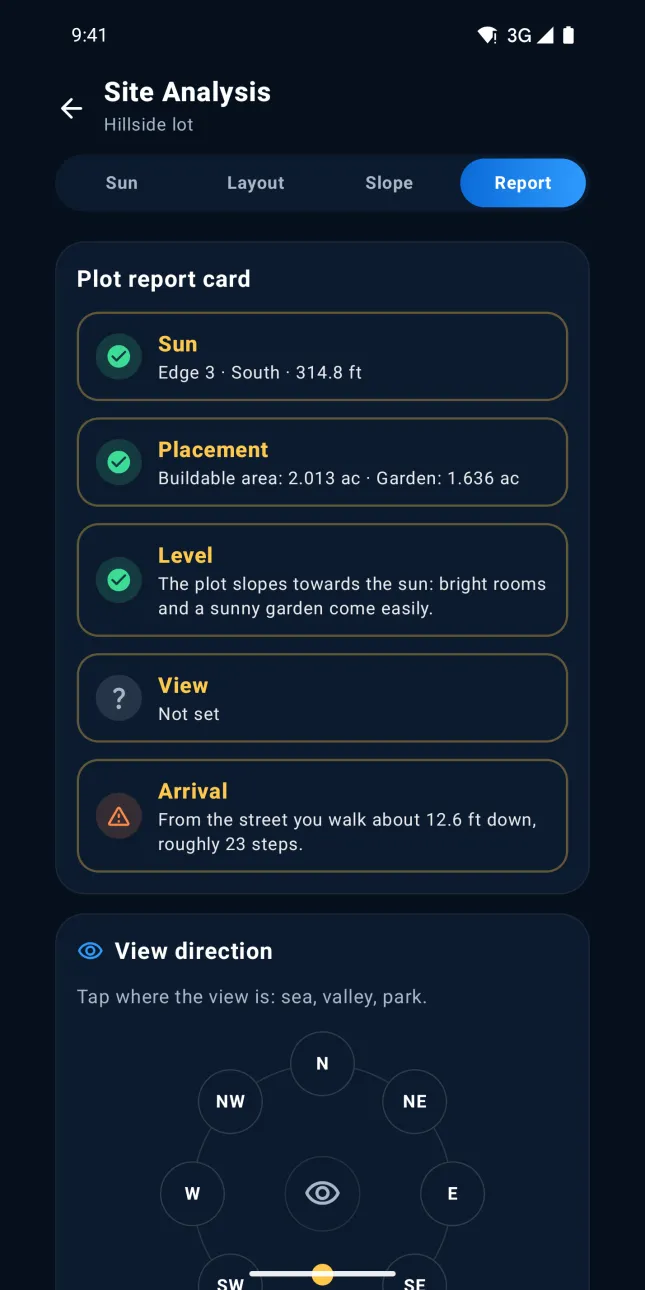 9:41
3G
Site Analysis
Hillside lot
Sun
Layout
Slope
Report
Plot report card
Sun
Edge 3 · South · 314.8 ft
Placement
Buildable area: 2.013 ac · Garden: 1.636 ac
Level
The plot slopes towards the sun: bright rooms
and a sunny garden come easily.
?
View
Not set
Arrival
From the street you walk about 12.6 ft down,
roughly 23 steps.
View direction
Tap where the view is: sea, valley, park.
N
NW
NE
W
E
SW
SE